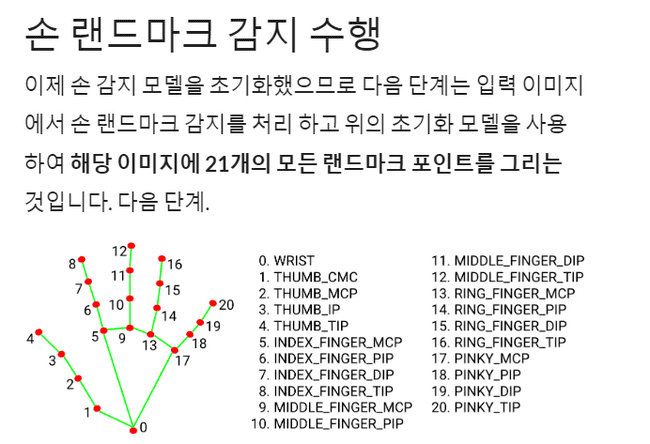 손 랜드마크 감지 수행
이제 손 감지 모델을 초기화했으므로 다음 단계는 입력 이미지
에서 손 랜드마크 감지를 처리 하고 위의 초기화 모델을 사용
하여 해당 이미지에 21개의 모든 랜드마크 포인트를 그리는
것입니다. 다음 단계.
12
8
16
11
7
15
20
10
6
14
19
4
5
9
13
18
3
17
2
1
0
0. WRIST
1. THUMB_CMC
2. THUMB_MCP
3. THUMB_IP
4. THUMB_TIP
5. INDEX_FINGER_MCP
6. INDEX_FINGER_PIP
7. INDEX_FINGER_DIP
8. INDEX_FINGER_TIP
9. MIDDLE_FINGER_MCP
10. MIDDLE_FINGER_PIP
11. MIDDLE_FINGER_DIP
12. MIDDLE_FINGER_TIP
13. RING_FINGER_MCP
14. RING_FINGER_PIP
15. RING_FINGER_DIP
16. RING_FINGER_TIP
17. PINKY_MCP
18. PINKY_PIP
19. PINKY_DIP
20. PINKY_TIP